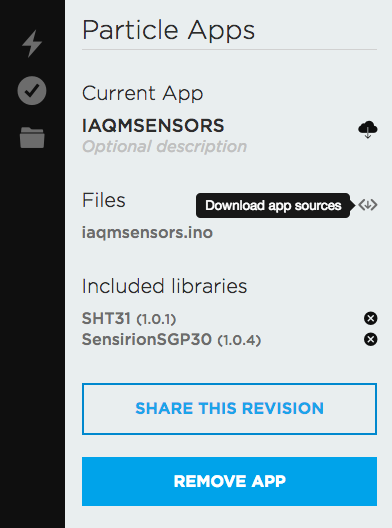 Particle Apps
Current App
IAQMSENSORS
Optional description
Files
Download app sources
iaqmsensors.ino
Included libraries
SHT31 (1.0.1)
SensirionSGP30 (1.0.4)
SHARE THIS REVISION
REMOVE APP